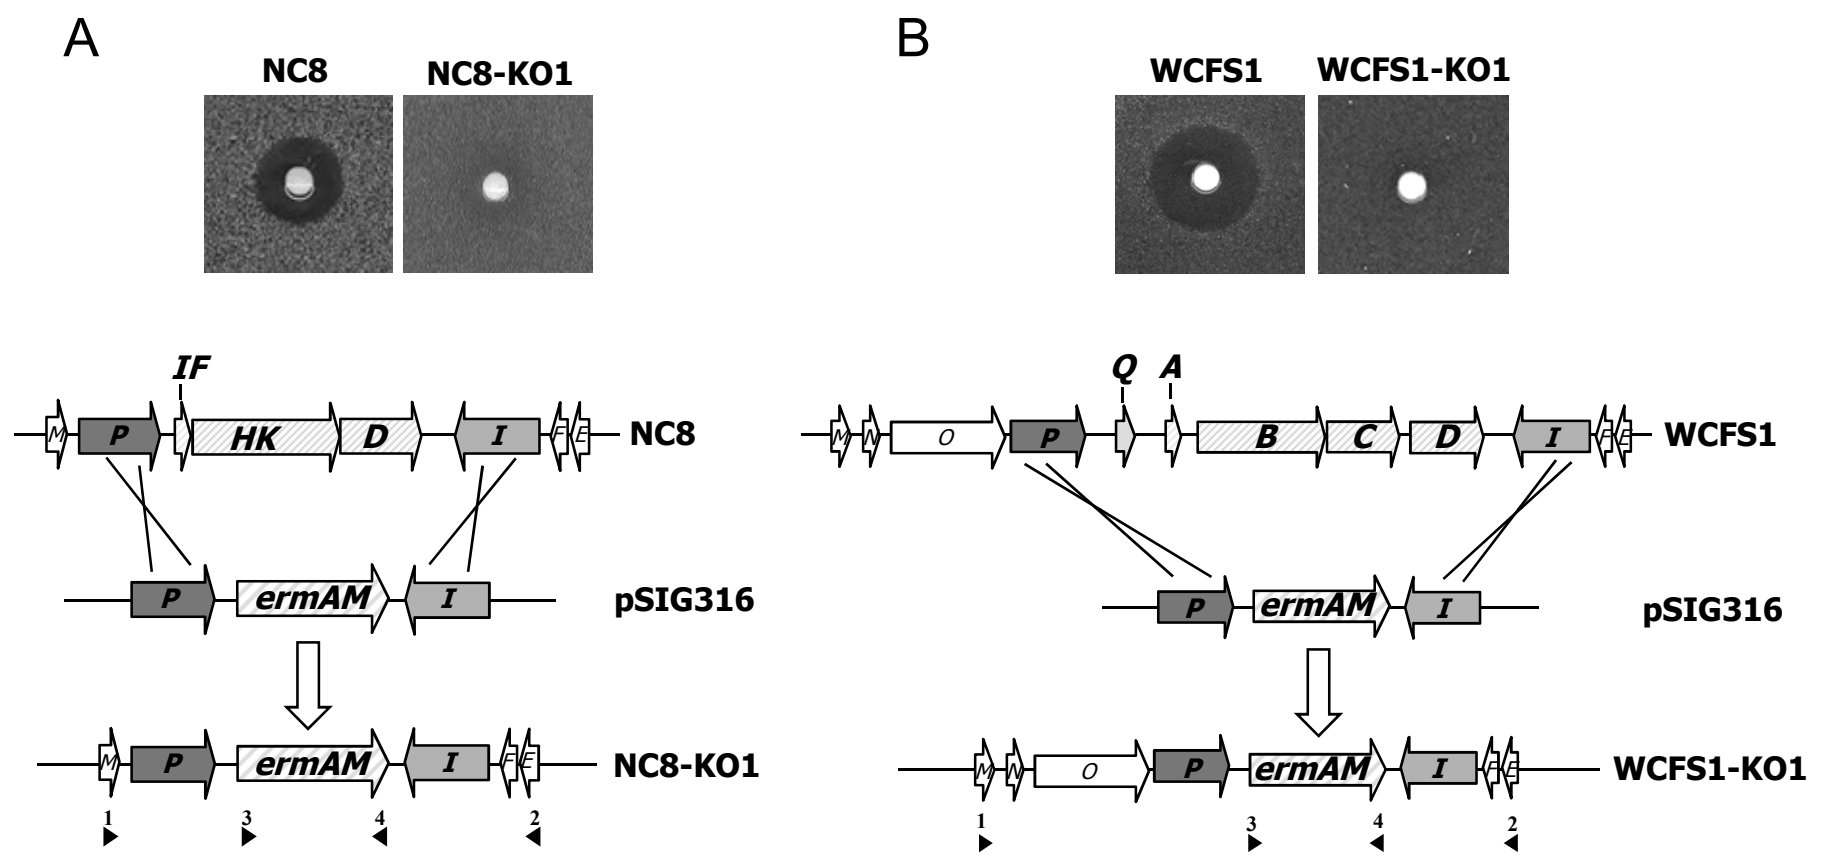 A
NC8 NC8-KO1
IF
M P HK D I F E NC8
P ermAM I pSIG316
M P ermAM I F E NC8-KO1
1 3 4 2
B
WCFS1 WCFS1-KO1
Q A
M N O P B C D I F E WCFS1
P ermAM I pSIG316
M N O P ermAM I F E WCFS1-KO1
1 3 4 2